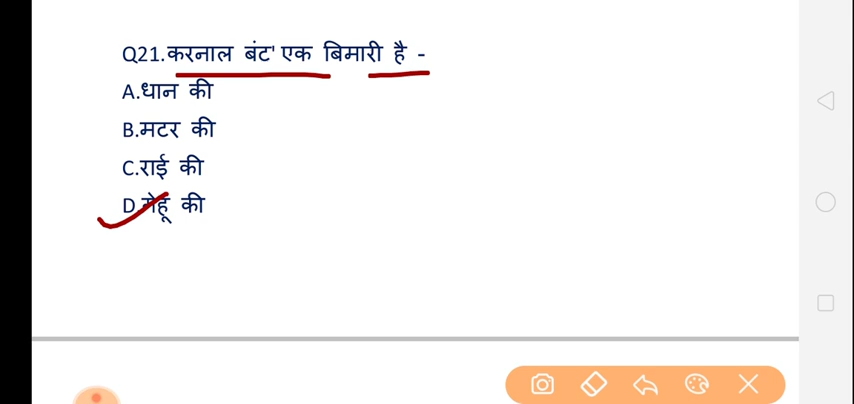 Q21.करनाल बंट' एक बिमारी है -
A.धान की
B.मटर की
C.राई की
D.गेहूं की